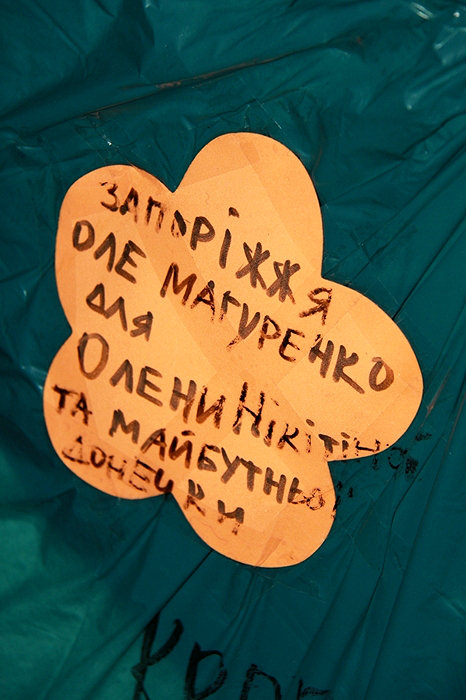 ЗАПОРІЖЖЯ
ОЛЕ МАГУРЕНКО
ДЛЯ
ОЛЕНИ НІКІТІНОЇ
ТА МАЙБУТНЬОЇ
ДОНЕЧКИ